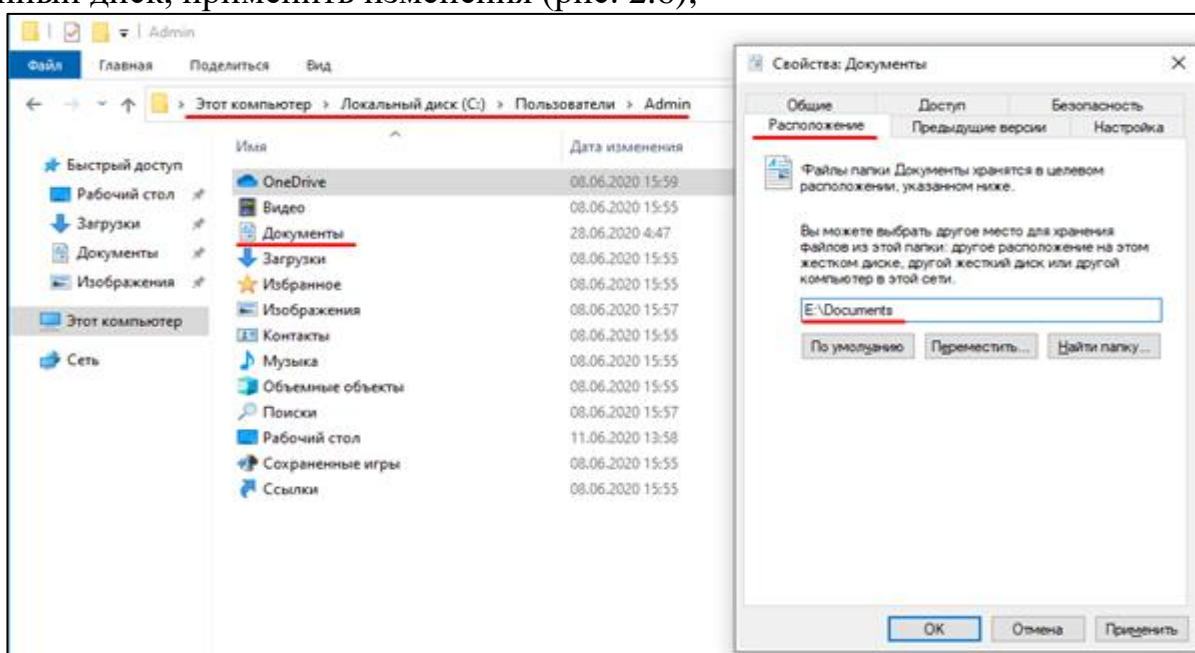 нный диск, применить изменения (рис. 2.8);
Admin
Файл Главная Поделиться Вид
Этот компьютер > Локальный диск (C:) > Пользователи > Admin
Имя Дата изменения
Быстрый доступ
Рабочий стол
Загрузки
Документы
Изображения
Этот компьютер
Сеть
OneDrive 08.06.2020 15:59
Видео 08.06.2020 15:55
Документы 28.06.2020 4:47
Загрузки 08.06.2020 15:55
Избранное 08.06.2020 15:55
Изображения 08.06.2020 15:57
Контакты 08.06.2020 15:55
Музыка 08.06.2020 15:55
Объемные объекты 08.06.2020 15:55
Поиски 08.06.2020 15:57
Рабочий стол 11.06.2020 13:58
Сохраненные игры 08.06.2020 15:55
Ссылки 08.06.2020 15:55
Свойства: Документы
Общие Доступ Безопасность
Расположение Предыдущие версии Настройка
Файлы папки Документы хранятся в целевом
расположении, указанном ниже.
Вы можете выбрать другое место для хранения
файлов из этой папки: другое расположение на этом
жестком диске, другой жесткий диск или другой
компьютер в этой сети.
E:\Documents
По умолчанию Переместить... Найти папку...
OK Отмена Применить